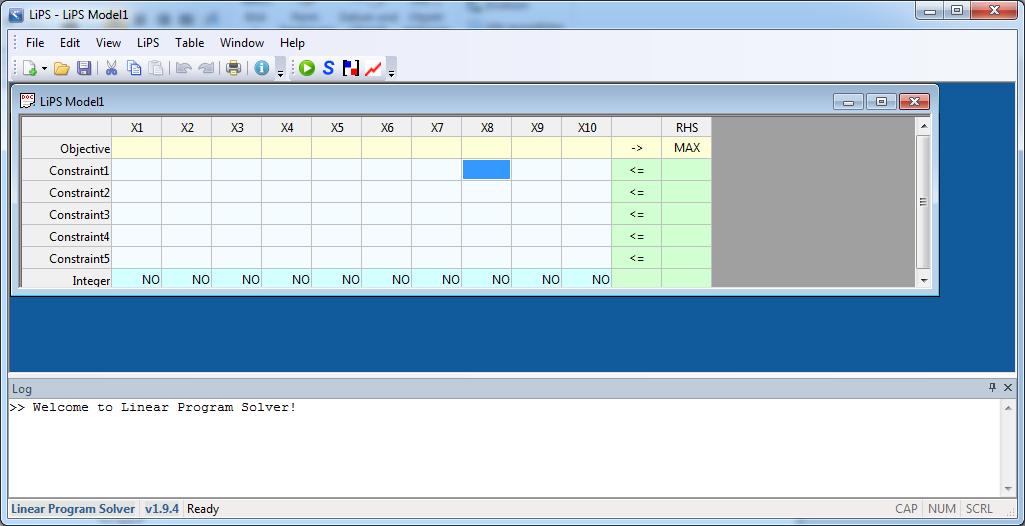 LiPS - LiPS Model1
File Edit View LiPS Table Window Help
LiPS Model1
X1 X2 X3 X4 X5 X6 X7 X8 X9 X10 RHS
Objective -> MAX
Constraint1 <=
Constraint2 <=
Constraint3 <=
Constraint4 <=
Constraint5 <=
Integer NO NO NO NO NO NO NO NO NO NO
Log
>> Welcome to Linear Program Solver!
Linear Program Solver v1.9.4 Ready CAP NUM SCRL